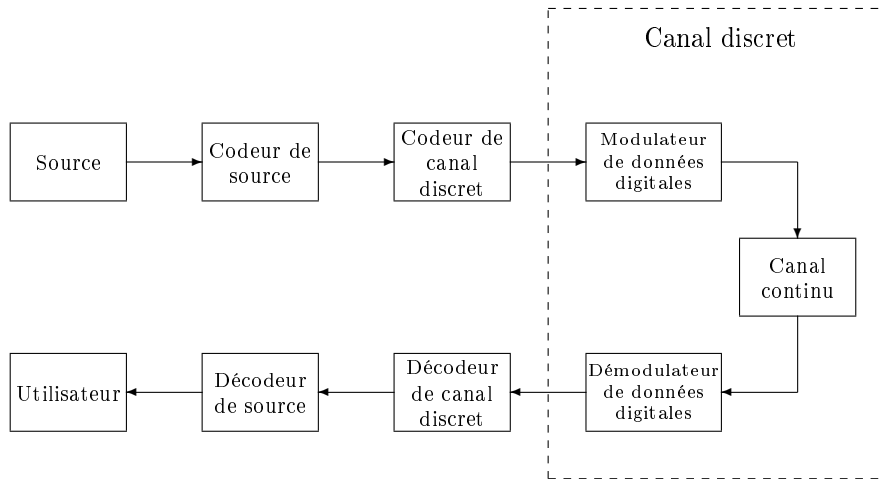 Canal discret
Source
Codeur de
source
Codeur de
canal
discret
Modulateur
de données
digitales
Canal
continu
Utilisateur
Décodeur
de source
Décodeur
de canal
discret
Démodulateur
de données
digitales